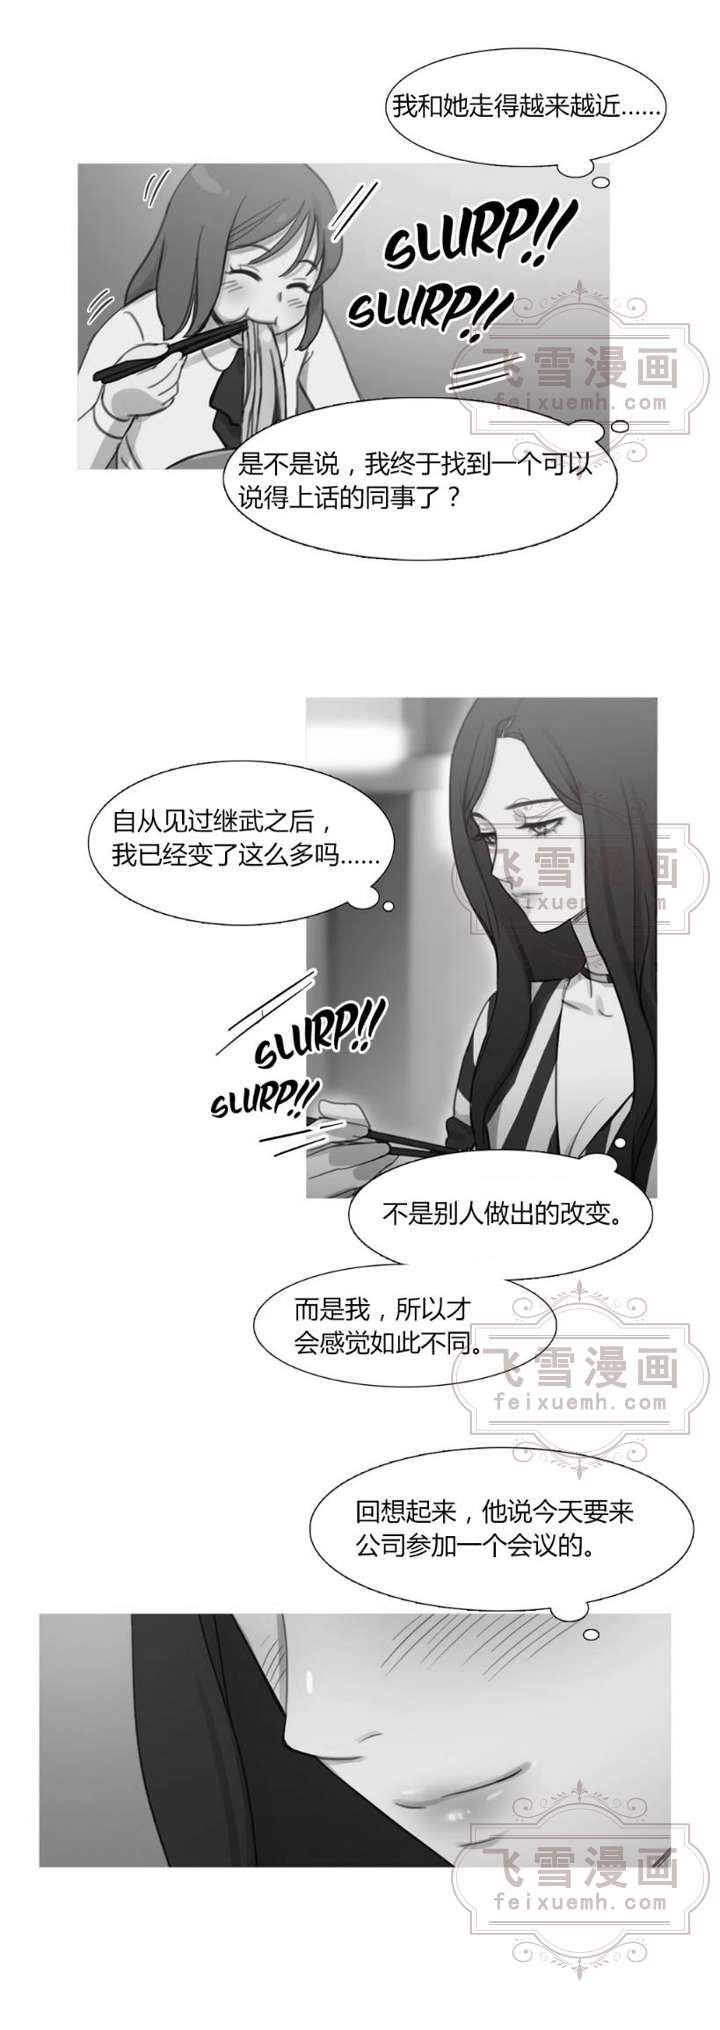 我和她走得越来越近……
SLURP!!
SLURP!!
飞雪漫画
feixuemh.com
是不是说，我终于找到一个可以
说得上话的同事了？
自从见过继武之后，
我已经变了这么多吗……
飞雪漫画
feixuemh.com
SLURP!!
SLURP!!
不是别人做出的改变。
而是我，所以才
会感觉如此不同。
飞雪漫画
feixuemh.com
回想起来，他说今天要来
公司参加一个会议的。
飞雪漫画
feixuemh.com